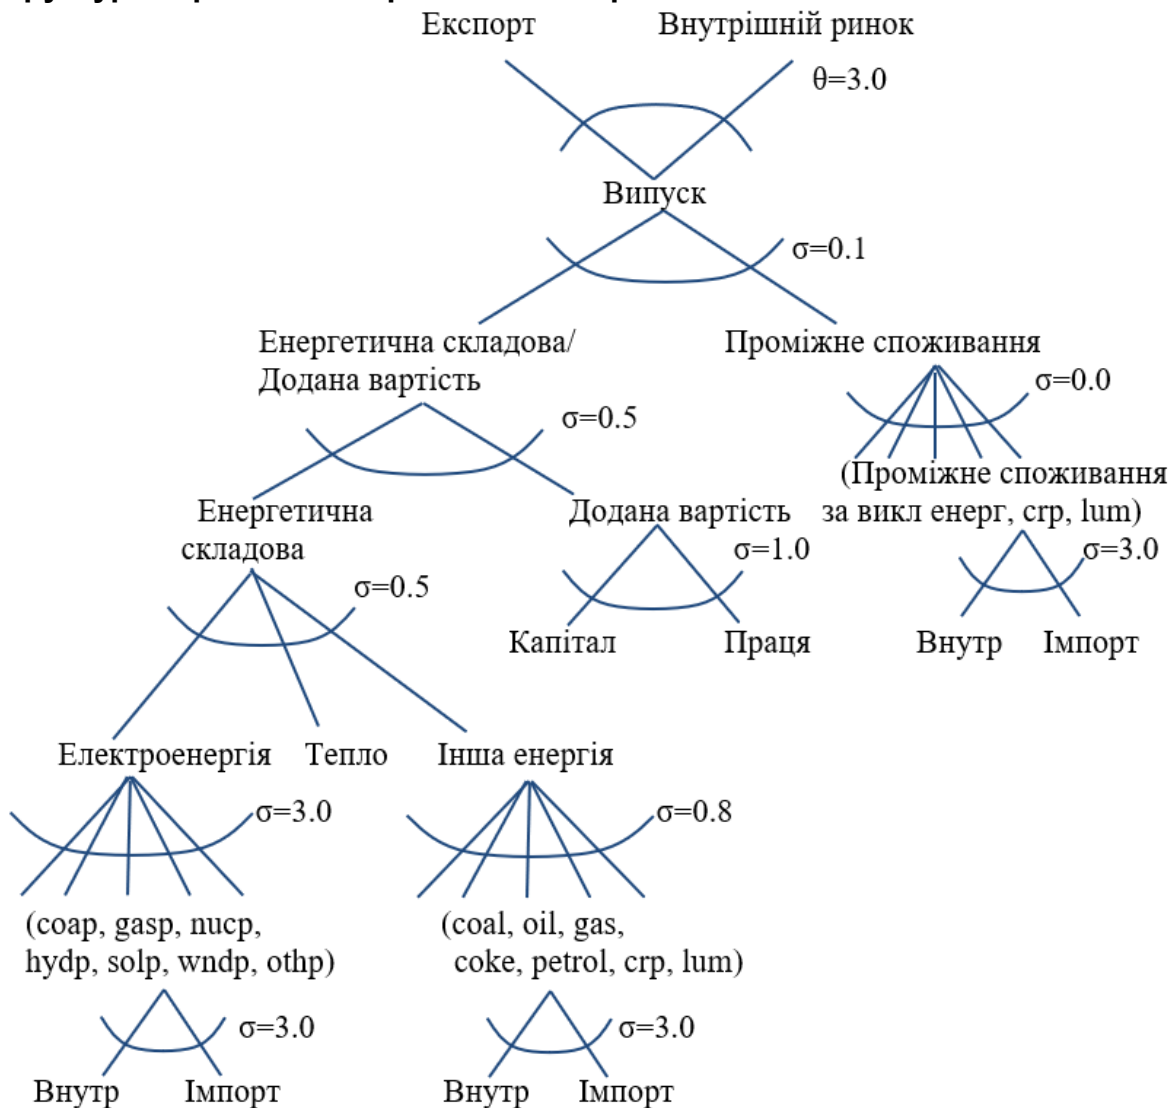 Експорт
Внутрішній ринок
θ=3.0
Випуск
σ=0.1
Енергетична складова/
Додана вартість
Проміжне споживання
σ=0.0
σ=0.5
(Проміжне споживання
за викл енерг, crp, lum)
Енергетична
складова
Додана вартість
σ=1.0
σ=3.0
σ=0.5
Капітал
Праця
Внутр
Імпорт
Електроенергія
Тепло
Інша енергія
σ=3.0
σ=0.8
(coap, gasp, nucp,
hydp, solp, wndp, othp)
(coal, oil, gas,
coke, petrol, crp, lum)
σ=3.0
σ=3.0
Внутр
Імпорт
Внутр
Імпорт